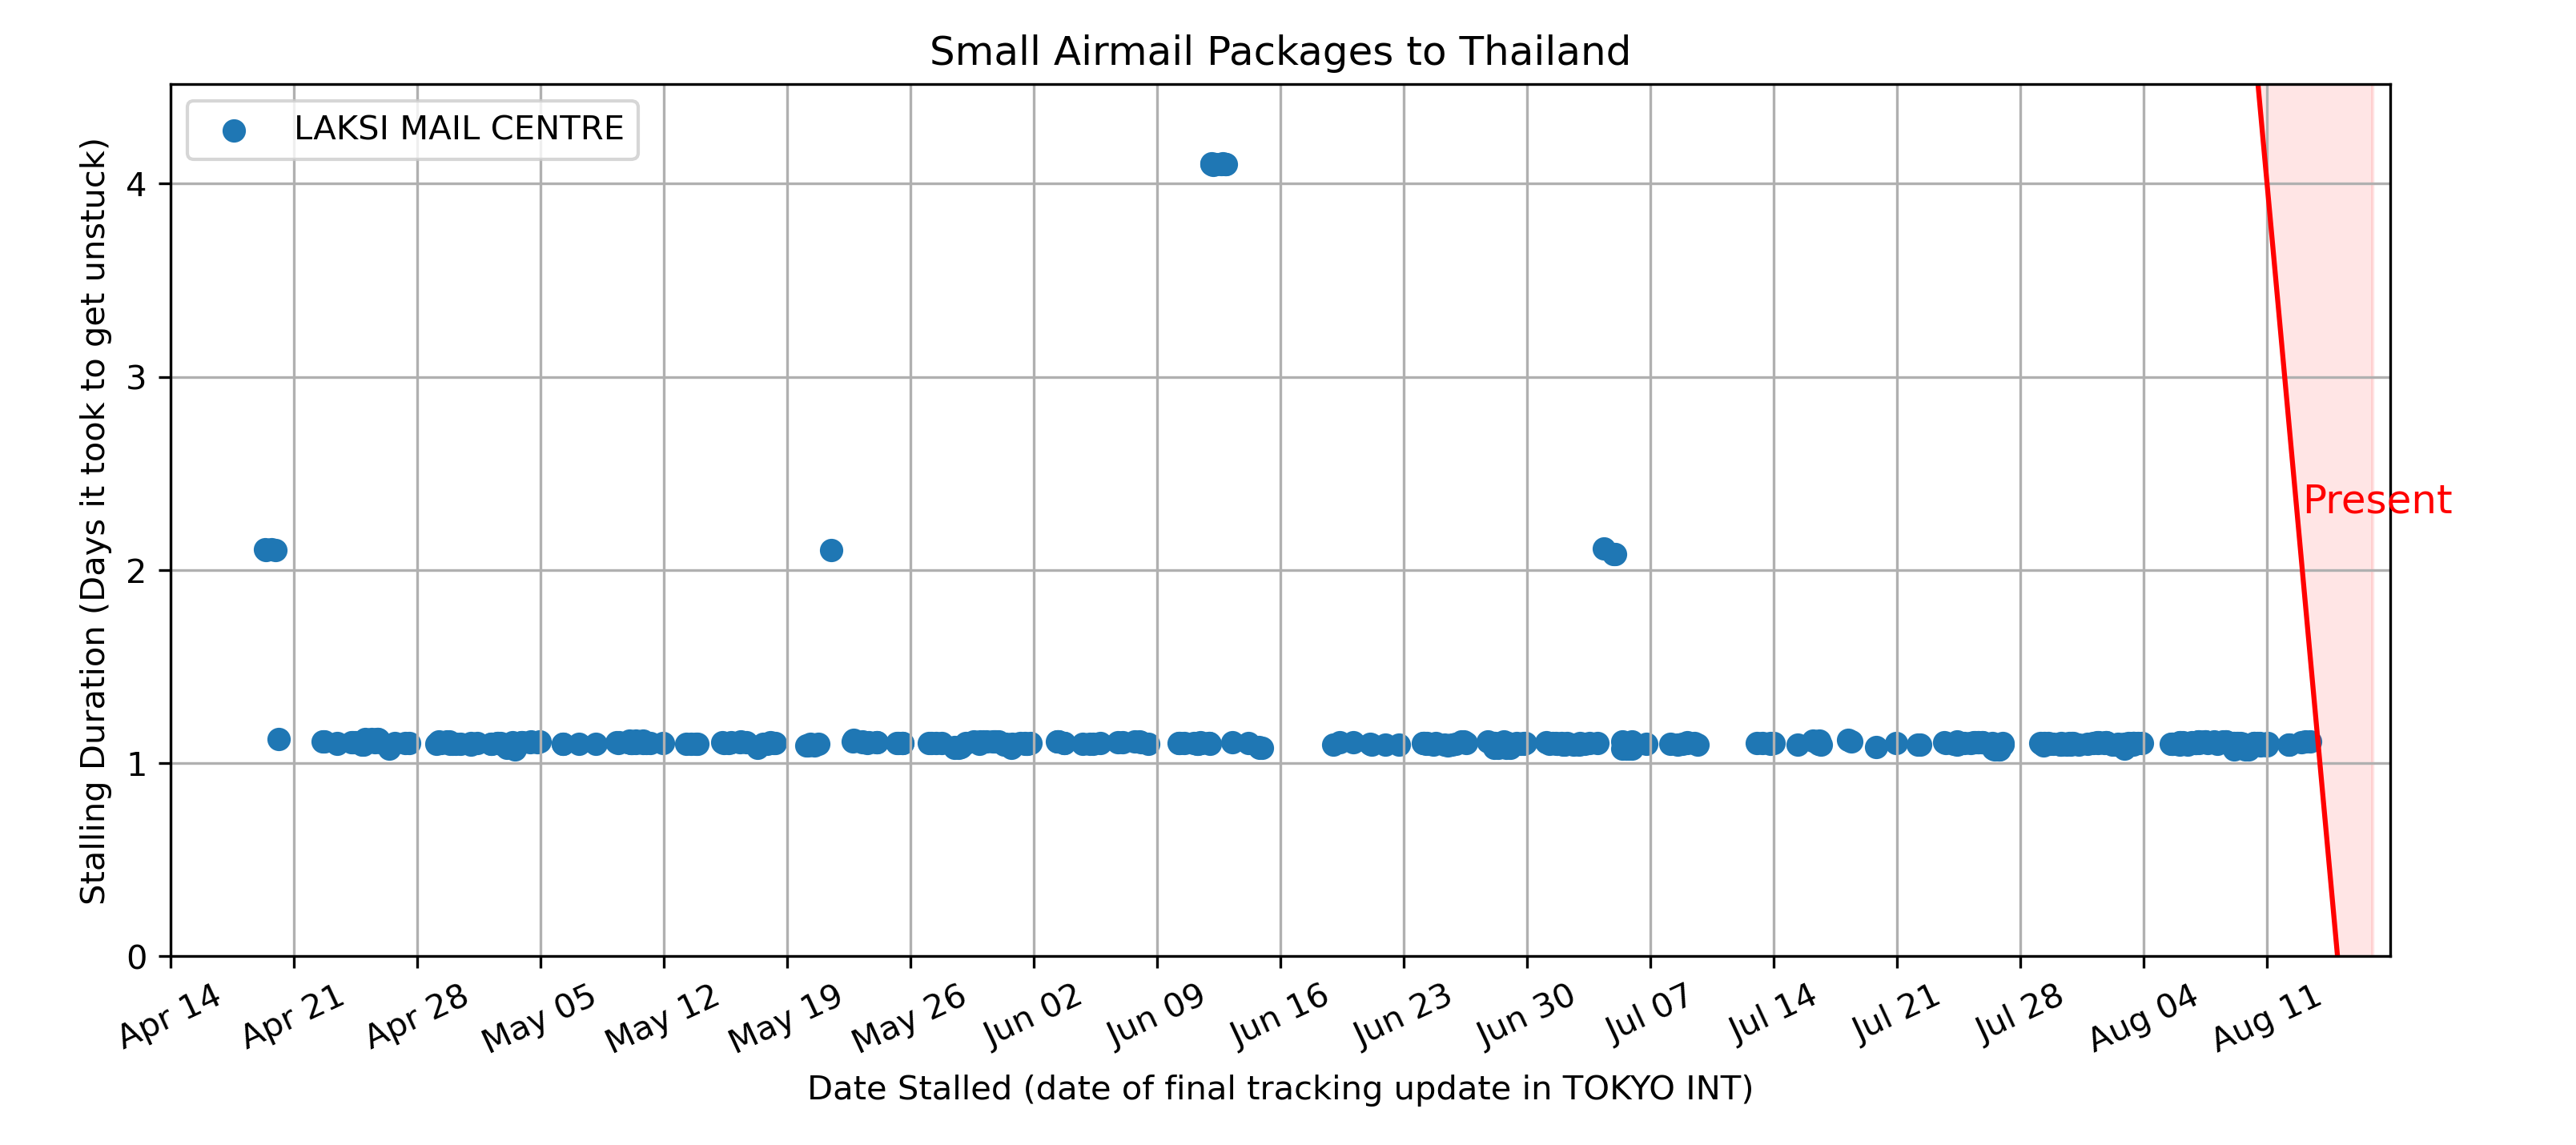 Small Airmail Packages to Thailand
LAKSI MAIL CENTRE
Stalling Duration (Days it took to get unstuck)
4
3
2
1
0
Present
Apr 14
Apr 21
Apr 28
May 05
May 12
May 19
May 26
Jun 02
Jun 09
Jun 16
Jun 23
Jun 30
Jul 07
Jul 14
Jul 21
Jul 28
Aug 04
Aug 11
Date Stalled (date of final tracking update in TOKYO INT)